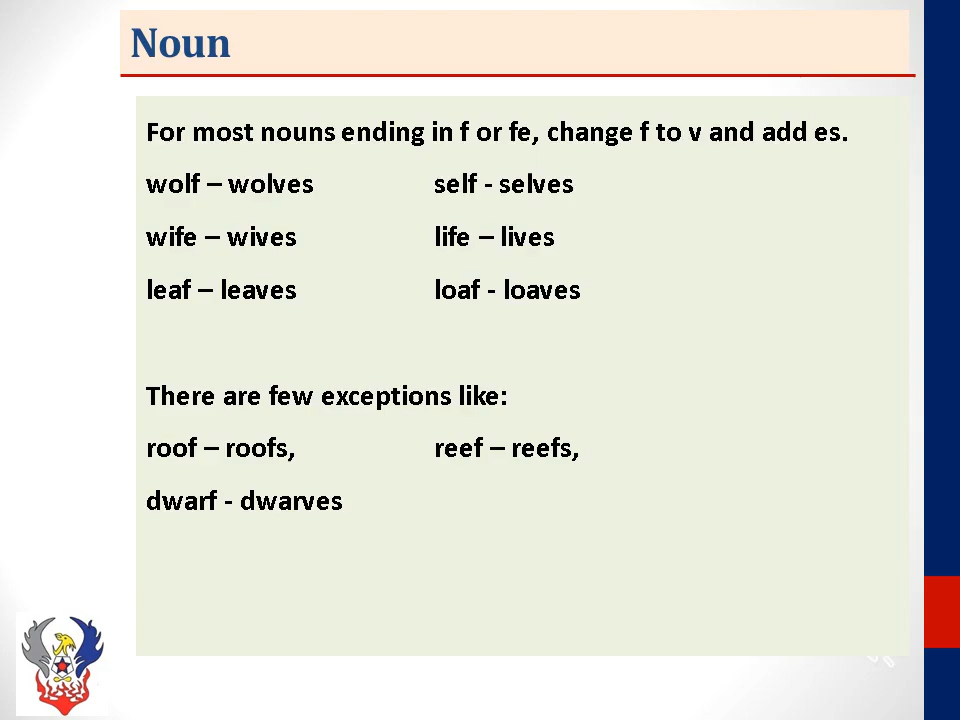 Noun
For most nouns ending in f or fe, change f to v and add es.
wolf – wolves self - selves
wife – wives life – lives
leaf – leaves loaf - loaves
There are few exceptions like:
roof – roofs, reef – reefs,
dwarf - dwarves